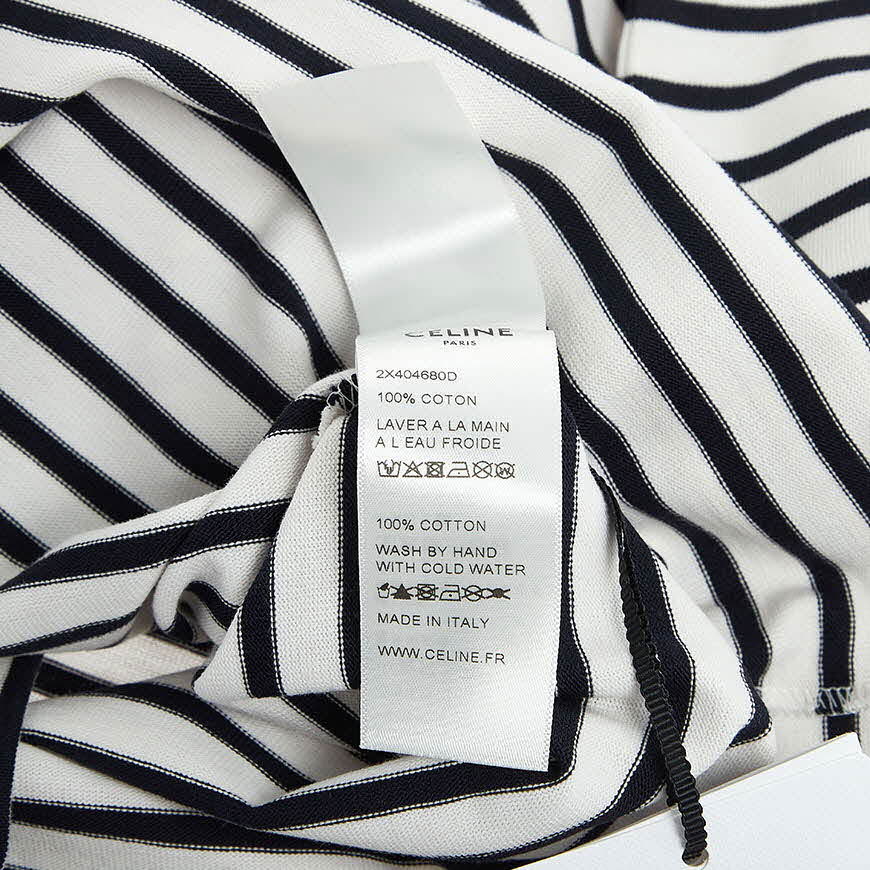 CELINE
PARIS
2X404680D
100% COTON
LAVER A LA MAIN
A L EAU FROIDE
100% COTTON
WASH BY HAND
WITH COLD WATER
MADE IN ITALY
WWW.CELINE.FR